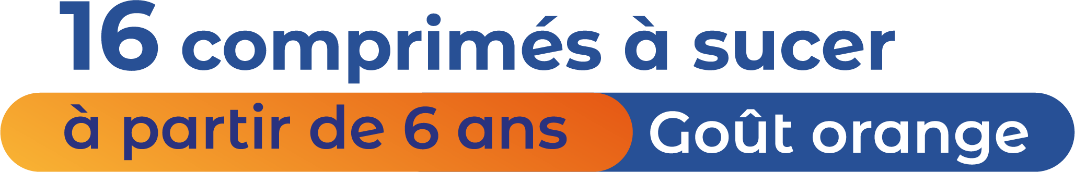 16 comprimés à sucer
à partir de 6 ans Goût orange